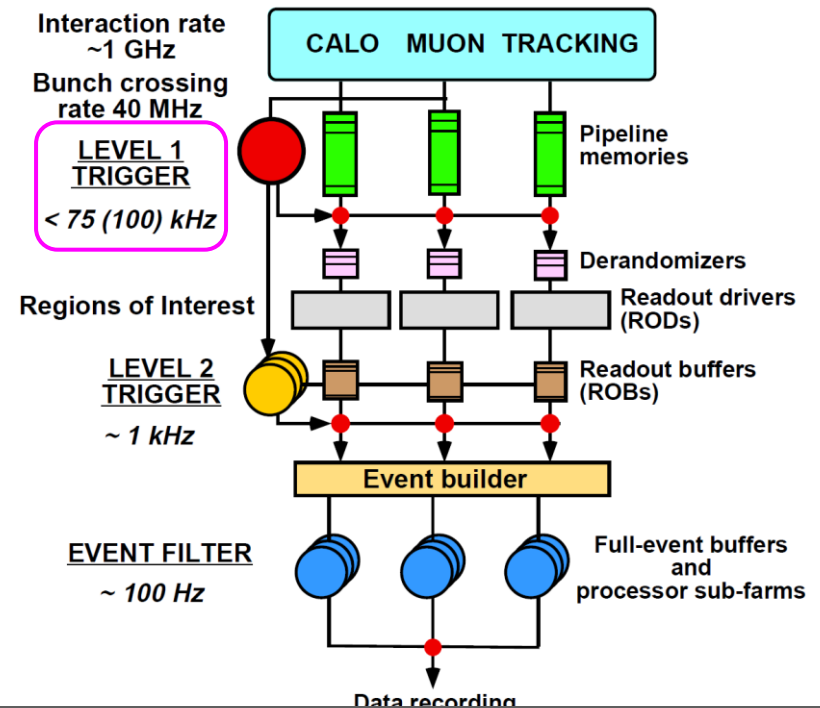 Interaction rate
~1 GHz
CALO MUON TRACKING
Bunch crossing
rate 40 MHz
LEVEL 1
TRIGGER
< 75 (100) kHz
Pipeline
memories
Derandomizers
Regions of Interest
Readout drivers
(RODs)
LEVEL 2
TRIGGER
~ 1 kHz
Readout buffers
(ROBs)
Event builder
EVENT FILTER
~ 100 Hz
Full-event buffers
and
processor sub-farms
Data recording